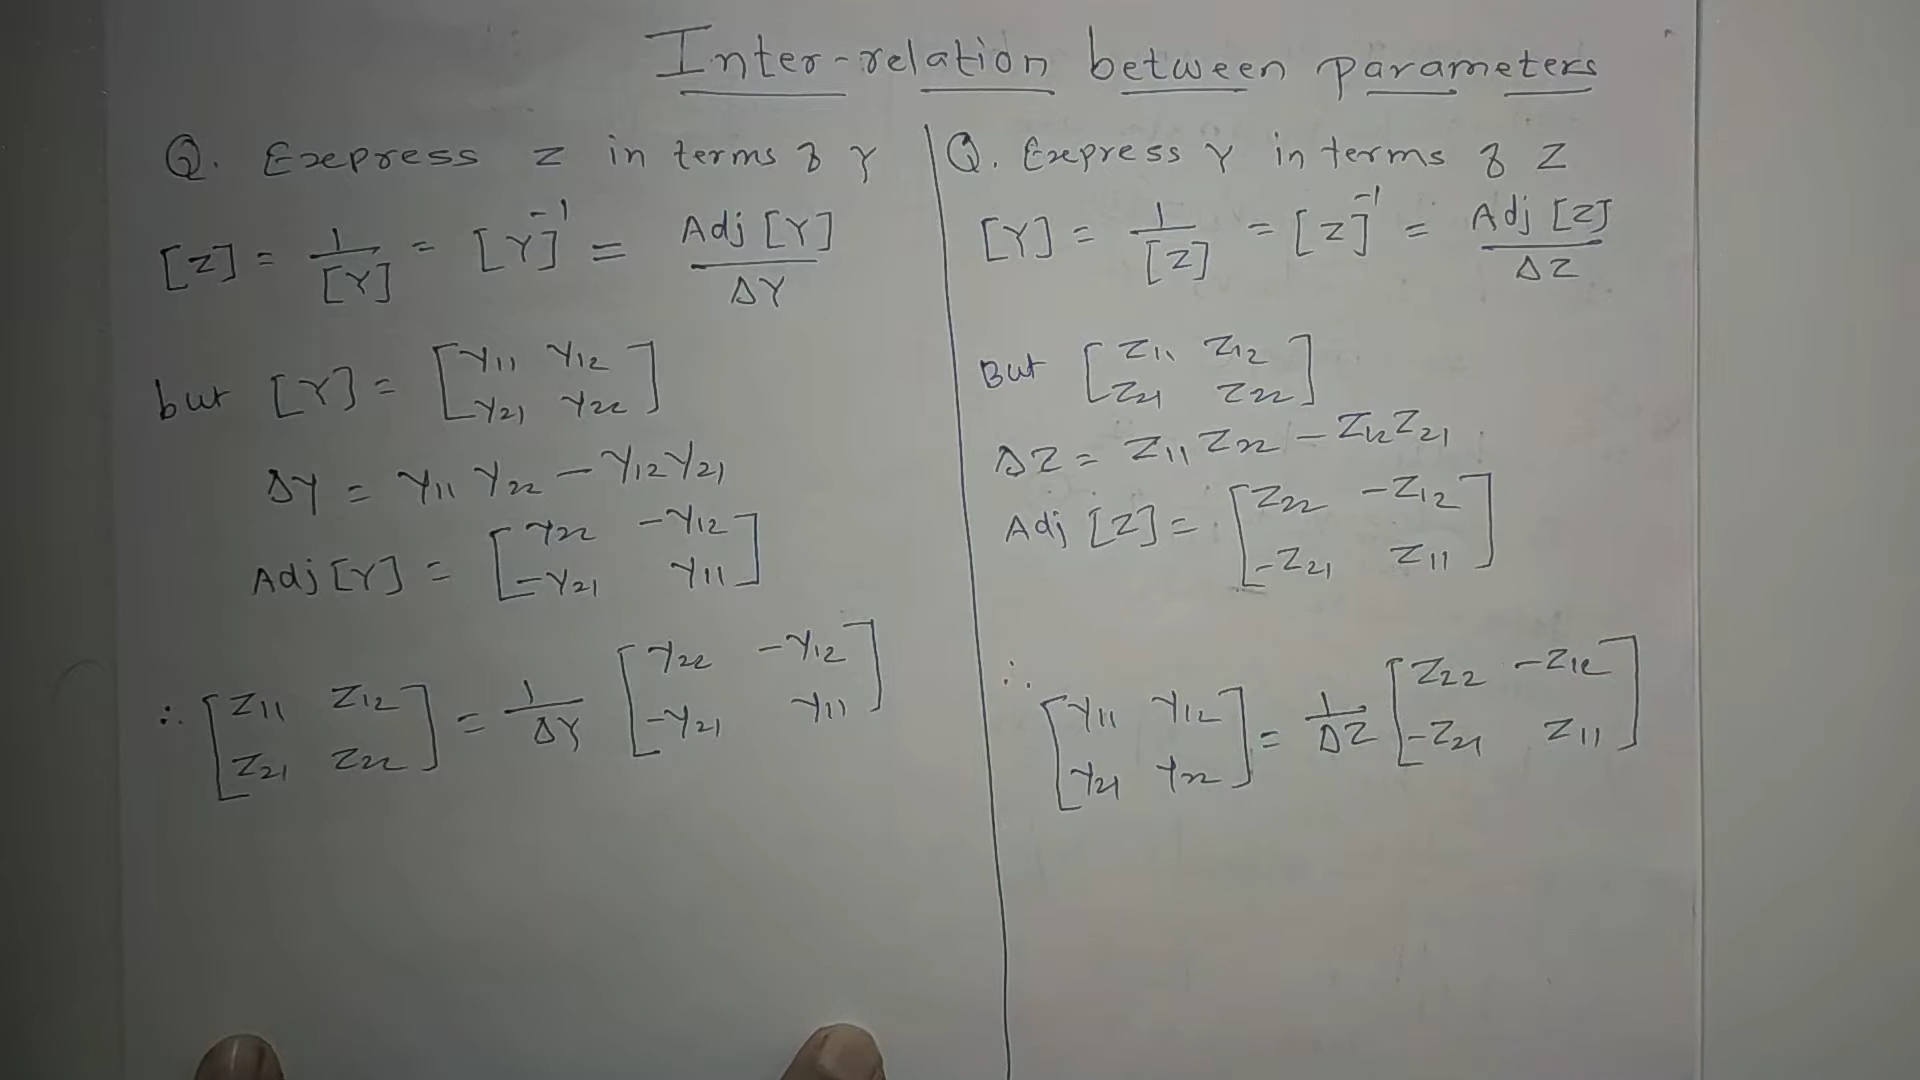 Inter-relation between parameters
Q. Express z in terms of Y
[Z] = 1/[Y] = [Y]⁻¹ = Adj [Y]/ΔY
but [Y] = [Y11 Y12
Y21 Y22]
ΔY = Y11 Y22 - Y12 Y21
Adj [Y] = [Y22 -Y12
-Y21 Y11]
∴ [Z11 Z12
Z21 Z22] = 1/ΔY [Y22 -Y12
-Y21 Y11]
Q. Express Y in terms of Z
[Y] = 1/[Z] = [Z]⁻¹ = Adj [Z]/ΔZ
But [Z11 Z12
Z21 Z22]
ΔZ = Z11 Z22 - Z12 Z21
Adj [Z] = [Z22 -Z12
-Z21 Z11]
∴ [Y11 Y12
Y21 Y22] = 1/ΔZ [Z22 -Z12
-Z21 Z11]